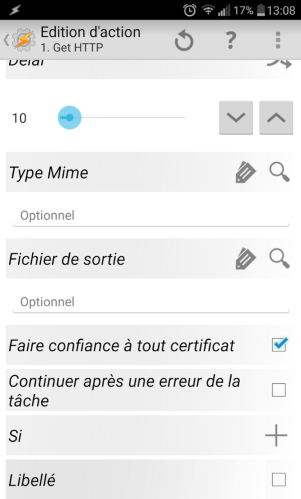 17% 13:08
Edition d'action
1. Get HTTP
Délai
10
Type Mime
Optionnel
Fichier de sortie
Optionnel
Faire confiance à tout certificat
Continuer après une erreur de la
tâche
Si
Libellé